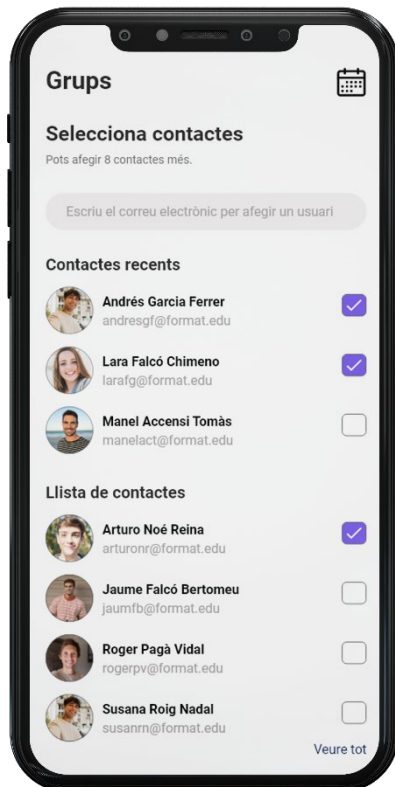 Grups
Selecciona contactes
Pots afegir 8 contactes més.
Escriu el correu electrònic per afegir un usuari
Contactes recents
Andrés Garcia Ferrer
andresgf@format.edu
Lara Falcó Chimeno
larafg@format.edu
Manel Accensi Tomàs
manelact@format.edu
Llista de contactes
Arturo Noé Reina
arturonr@format.edu
Jaume Falcó Bertomeu
jaumfb@format.edu
Roger Pagà Vidal
rogerpv@format.edu
Susana Roig Nadal
susanrn@format.edu
Veure tot